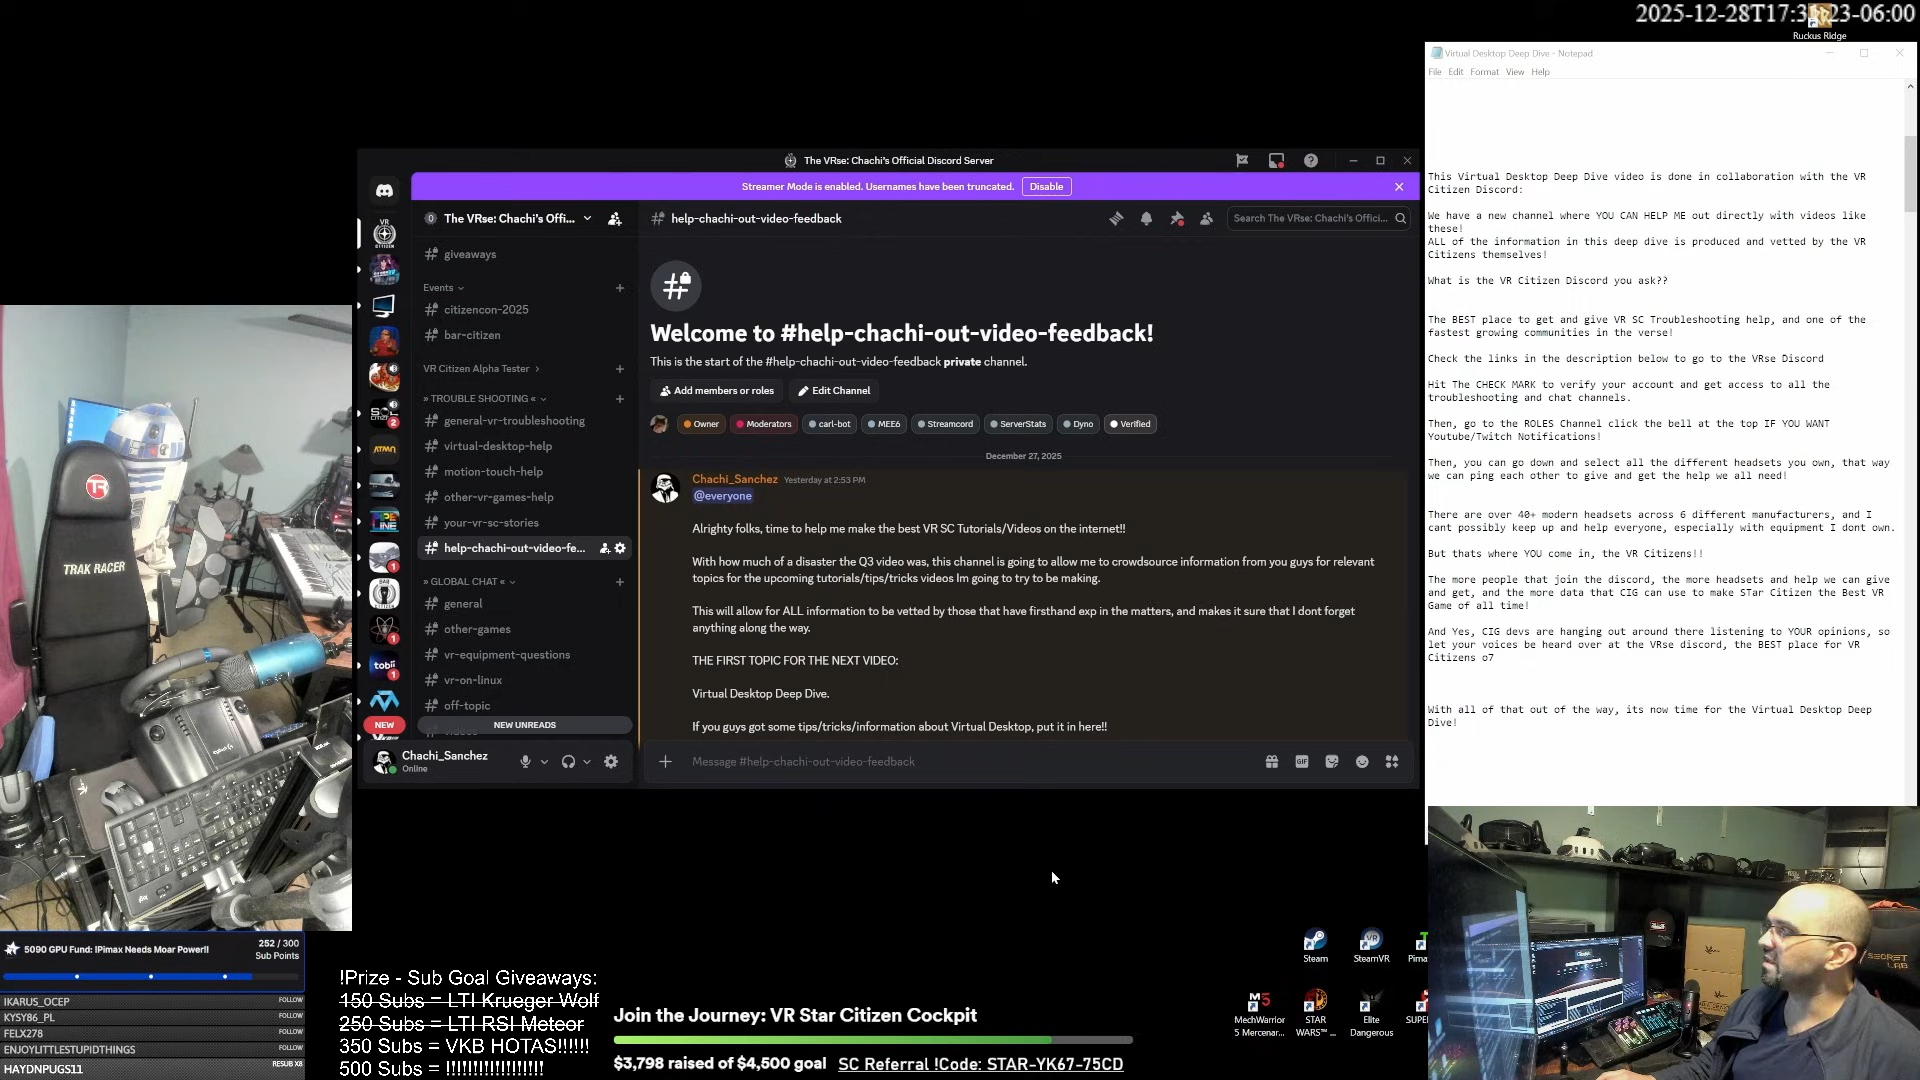 2025-12-28T17:3 23-06:00
Ruckus Ridge
Virtual Desktop Deep Dive - Notepad
File Edit Format View Help
This Virtual Desktop Deep Dive video is done in collaboration with the VR
Citizen Discord:
We have a new channel where YOU CAN HELP ME out directly with videos like
these!
ALL of the information in this deep dive is produced and vetted by the VR
Citizens themselves!
What is the VR Citizen Discord you ask??
The BEST place to get and give VR SC Troubleshooting help, and one of the
fastest growing communities in the verse!
Check the links in the description below to go to the VRse Discord
Hit The CHECK MARK to verify your account and get access to all the
troubleshooting and chat channels.
Then, go to the ROLES Channel click the bell at the top IF YOU WANT
Youtube/Twitch Notifications!
Then, you can go down and select all the different headsets you own, that way
we can ping each other to give and get the help we all need!
There are over 40+ modern headsets across 6 different manufacturers, and I
cant possibly keep up and help everyone, especially with equipment I dont own.
But thats where YOU come in, the VR Citizens!!
The more people that join the discord, the more headsets and help we can give
and get, and the more data that CIG can use to make STar Citizen the Best VR
Game of all time!
And Yes, CIG devs are hanging out around there listening to YOUR opinions, so
let your voices be heard over at the VRse discord, the BEST place for VR
Citizens o7
With all of that out of the way, its now time for the Virtual Desktop Deep
Dive!
The VRse: Chachi's Official Discord Server
Streamer Mode is enabled. Usernames have been truncated. Disable
The VRse: Chachi's Offi...
help-chachi-out-video-feedback
Search The VRse: Chachi's Offici...
giveaways
Events
citizencon-2025
bar-citizen
VR Citizen Alpha Tester
» TROUBLE SHOOTING «
general-vr-troubleshooting
virtual-desktop-help
motion-touch-help
other-vr-games-help
your-vr-sc-stories
help-chachi-out-video-fe...
» GLOBAL CHAT «
general
other-games
vr-equipment-questions
vr-on-linux
off-topic
NEW
NEW UNREADS
Chachi_Sanchez
Online
Welcome to #help-chachi-out-video-feedback!
This is the start of the #help-chachi-out-video-feedback private channel.
Add members or roles Edit Channel
Owner Moderators carl-bot MEE6 Streamcord ServerStats Dyno Verified
December 27, 2025
Chachi_Sanchez Yesterday at 2:53 PM
@everyone
Alrighty folks, time to help me make the best VR SC Tutorials/Videos on the internet!!
With how much of a disaster the Q3 video was, this channel is going to allow me to crowdsource information from you guys for relevant
topics for the upcoming tutorials/tips/tricks videos Im going to try to be making.
This will allow for ALL information to be vetted by those that have firsthand exp in the matters, and makes it sure that I dont forget
anything along the way.
THE FIRST TOPIC FOR THE NEXT VIDEO:
Virtual Desktop Deep Dive.
If you guys got some tips/tricks/information about Virtual Desktop, put it in here!!
Message #help-chachi-out-video-feedback
GIF
VR
CITIZEN
ATMO
tobii
TR
TRAK RACER
5090 GPU Fund: !Pimax Needs Moar Power!! 252 / 300
Sub Points
IKARUS_OCEP FOLLOW
KYSY86_PL FOLLOW
FELX278 FOLLOW
ENJOYLITTLESTUPIDTHINGS FOLLOW
HAYDNPUGS11 RESUB X8
!Prize - Sub Goal Giveaways:
150 Subs = LTI Krueger Wolf
250 Subs = LTI RSI Meteor
350 Subs = VKB HOTAS!!!!!!
500 Subs = !!!!!!!!!!!!!!!!!
Join the Journey: VR Star Citizen Cockpit
$3,798 raised of $4,500 goal SC Referral !Code: STAR-YK67-75CD
Steam
SteamVR
Pima
MechWarrior
5 Mercenar...
STAR
WARS™ ...
Elite
Dangerous
SUPE
SECRET
LAB